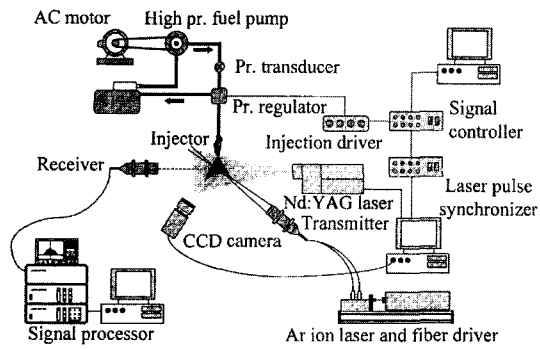 AC motor
High pr. fuel pump
Pr. transducer
Pr. regulator
Injector
Injection driver
Signal
controller
Receiver
Nd:YAG laser
Transmitter
Laser pulse
synchronizer
CCD camera
Signal processor
Ar ion laser and fiber driver